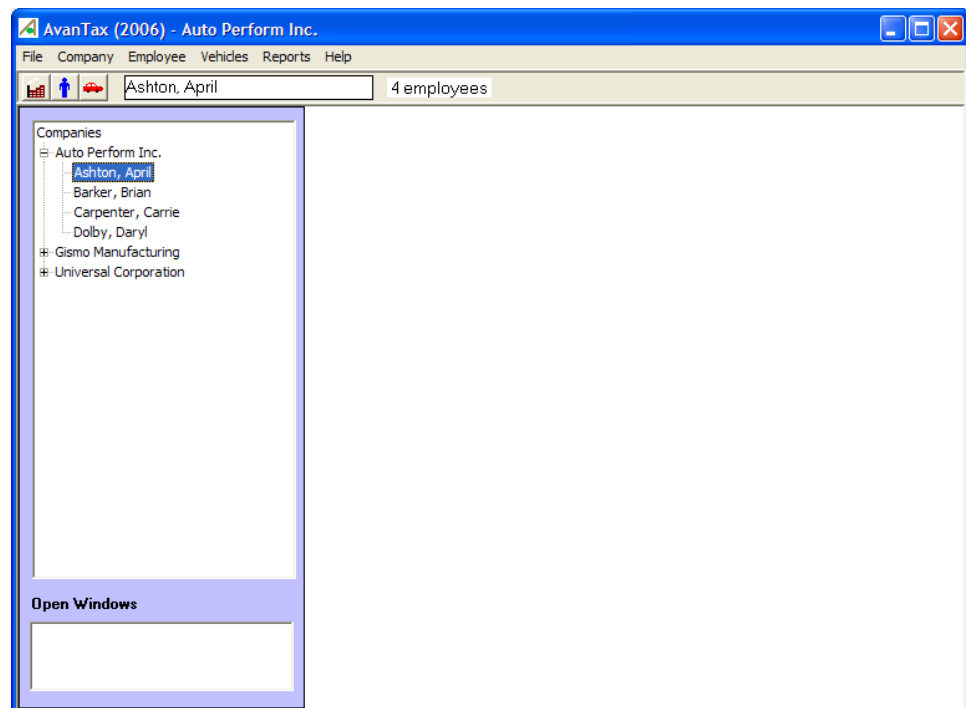 AvanTax (2006) - Auto Perform Inc.
File Company Employee Vehicles Reports Help
Ashton, April 4 employees
Companies
Auto Perform Inc.
Ashton, April
Barker, Brian
Carpenter, Carrie
Dolby, Daryl
Gismo Manufacturing
Universal Corporation
Open Windows